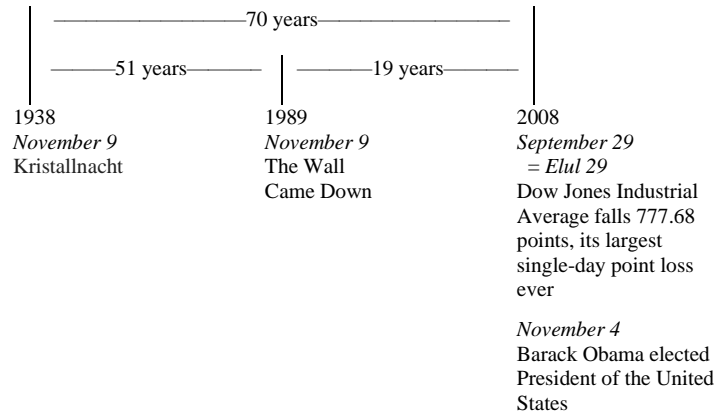 70 years
51 years
19 years
1938
November 9
Kristallnacht
1989
November 9
The Wall
Came Down
2008
September 29
= Elul 29
Dow Jones Industrial
Average falls 777.68
points, its largest
single-day point loss
ever
November 4
Barack Obama elected
President of the United
States